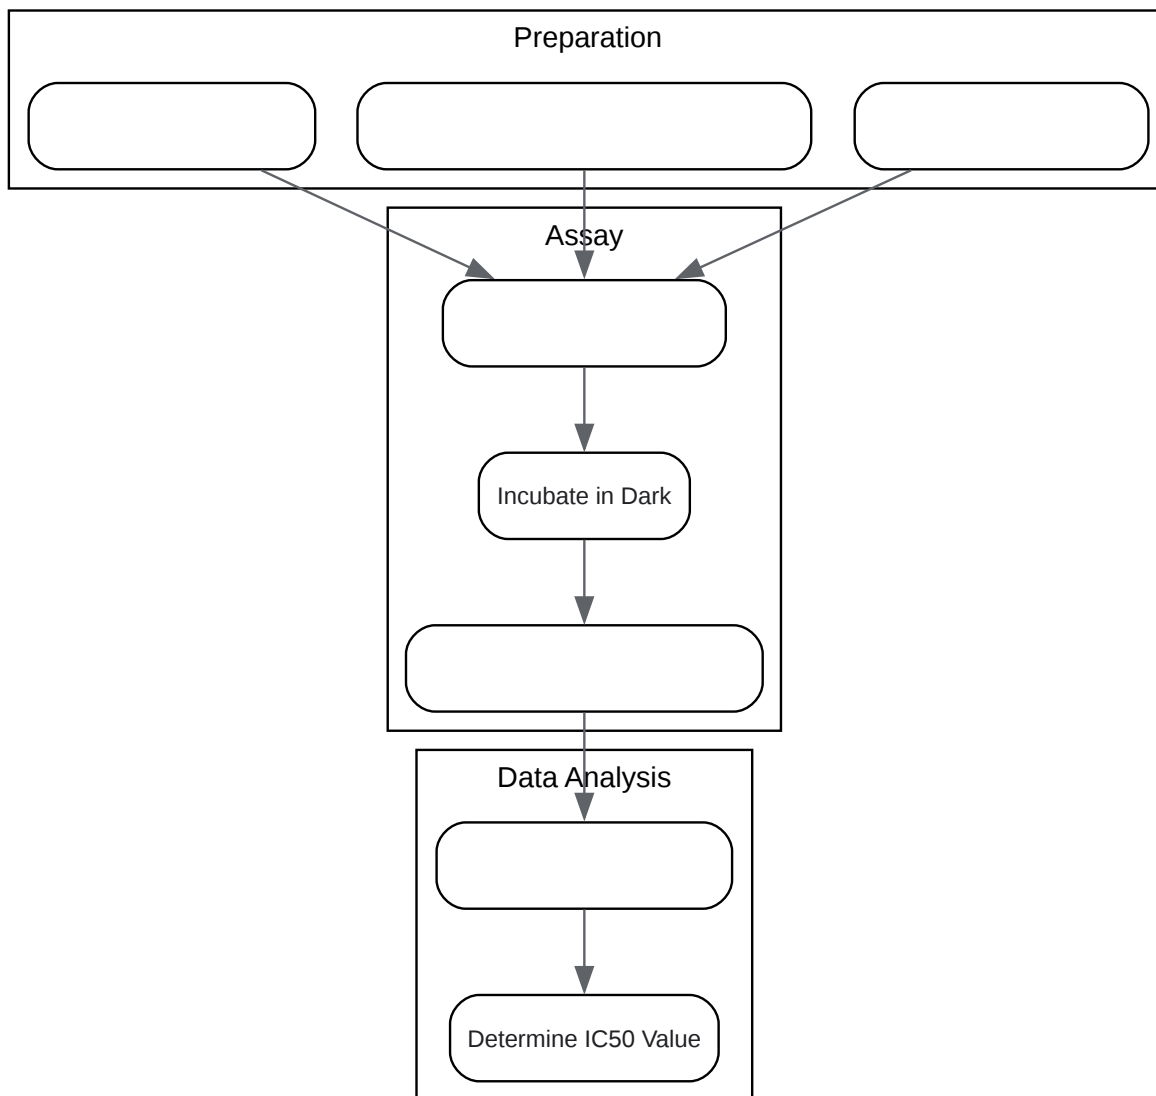 Preparation
Assay
Incubate in Dark
Data Analysis
Determine IC50 Value